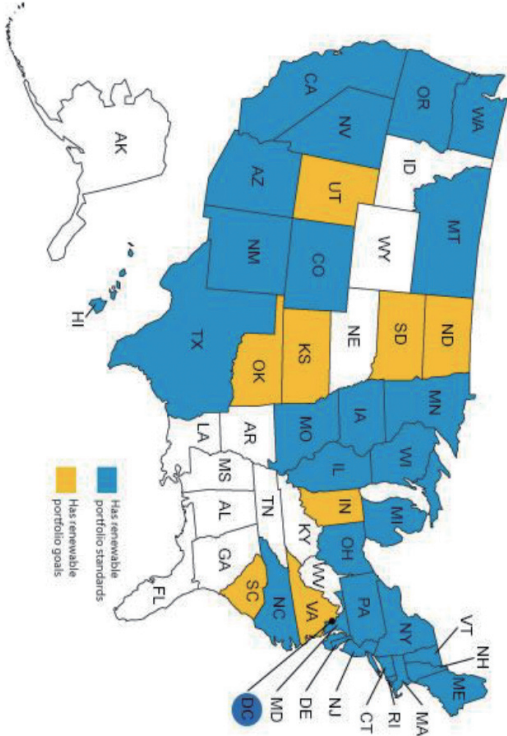 WA
OR
CA
NV
ID
MT
UT
AZ
WY
CO
NM
ND
SD
NE
KS
OK
TX
MN
IA
MO
AR
LA
WI
IL
MI
IN
OH
KY
TN
MS
AL
GA
FL
WV
VA
NC
SC
PA
NY
VT
NH
ME
MA
RI
CT
NJ
DE
MD
DC
AK
HI
Has renewable
portfolio standards
Has renewable
portfolio goals